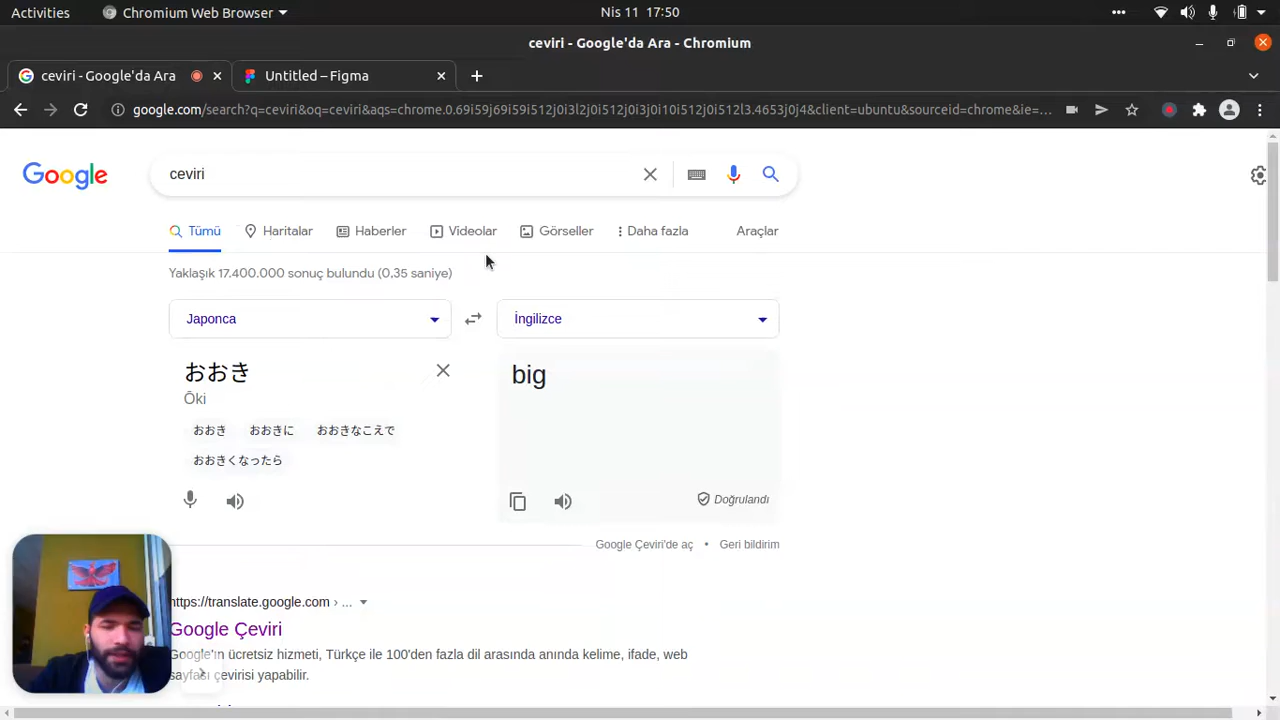 Activities
Chromium Web Browser
Nis 11 17:50
ceviri - Google'da Ara - Chromium
ceviri - Google'da Ara
Untitled – Figma
google.com/search?q=ceviri&oq=ceviri&aqs=chrome.0.69i59j69i59i512j0i3l2j0i512j0i3j0i10i512j0i512l3.4653j0j4&client=ubuntu&sourceid=chrome&ie=...
Google
ceviri
Tümü
Haritalar
Haberler
Videolar
Görseller
Daha fazla
Araçlar
Yaklaşık 17.400.000 sonuç bulundu (0,35 saniye)
Japonca
İngilizce
おおき
Ōki
big
おおき おおきに おおきなこえで
おおきくなったら
Doğrulandı
Google Çeviri'de aç • Geri bildirim
https://translate.google.com › ...
Google Çeviri
Google'ın ücretsiz hizmeti, Türkçe ile 100'den fazla dil arasında anında kelime, ifade, web
sayfası çevirisi yapabilir.